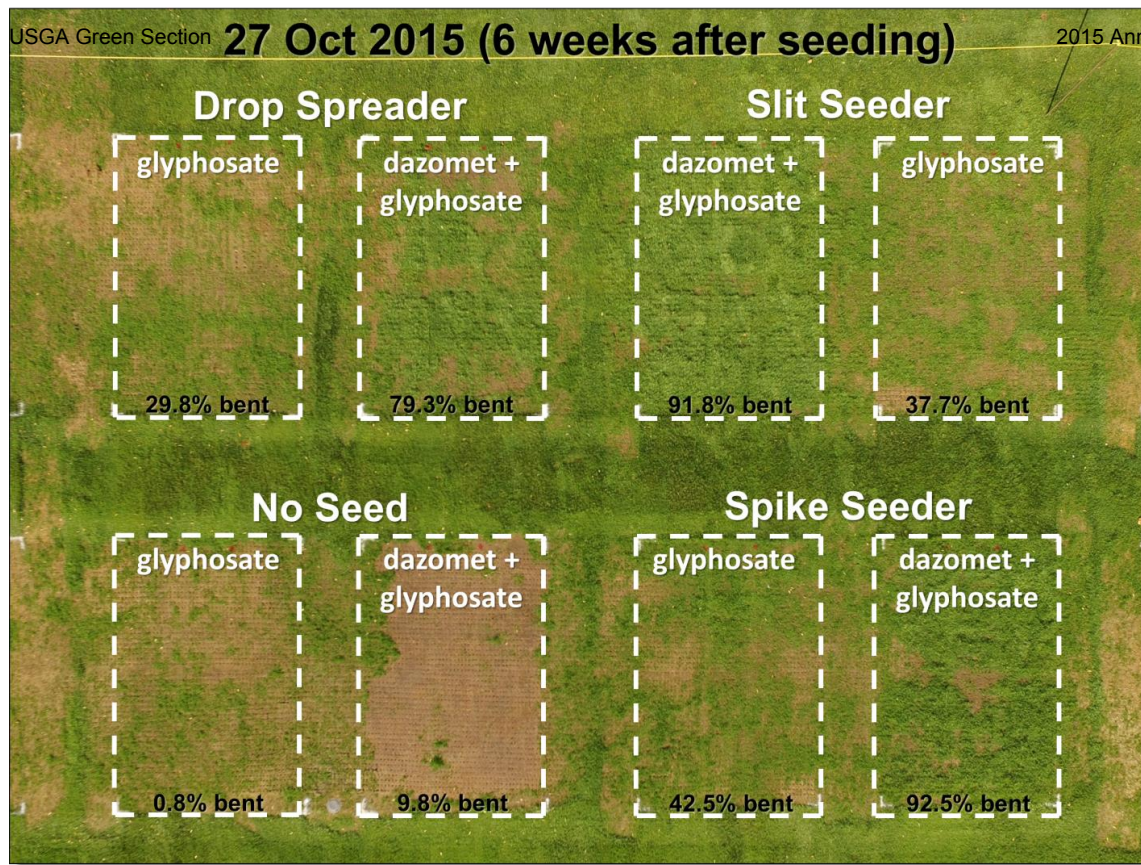 USGA Green Section 27 Oct 2015 (6 weeks after seeding) 2015 Ann
Drop Spreader Slit Seeder
glyphosate dazomet + dazomet + glyphosate
glyphosate glyphosate
29.8% bent 79.3% bent 91.8% bent 37.7% bent
No Seed Spike Seeder
glyphosate dazomet + glyphosate dazomet +
glyphosate glyphosate
0.8% bent 9.8% bent 42.5% bent 92.5% bent